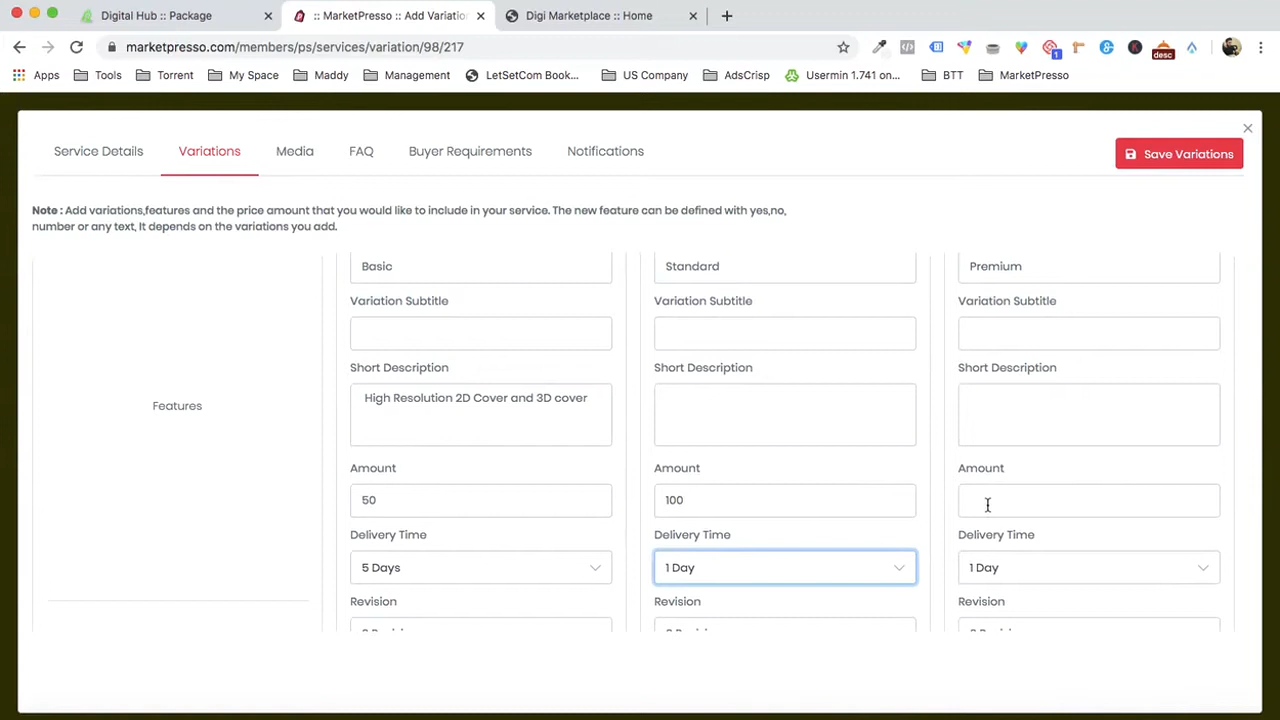 Digital Hub :: Package
:: MarketPresso :: Add Variation
Digi Marketplace :: Home
marketpresso.com/members/ps/services/variation/98/217
1
desc
Apps
Tools
Torrent
My Space
Maddy
Management
LetSetCom Book...
US Company
AdsCrisp
Usermin 1.741 on...
BTT
MarketPresso
Service Details
Variations
Media
FAQ
Buyer Requirements
Notifications
Save Variations
Note : Add variations,features and the price amount that you would like to include in your service. The new feature can be defined with yes,no,
number or any text, It depends on the variations you add.
Features
Basic
Variation Subtitle
Short Description
High Resolution 2D Cover and 3D cover
Amount
50
Delivery Time
5 Days
Revision
Standard
Variation Subtitle
Short Description
Amount
100
Delivery Time
1 Day
Revision
Premium
Variation Subtitle
Short Description
Amount
Delivery Time
1 Day
Revision